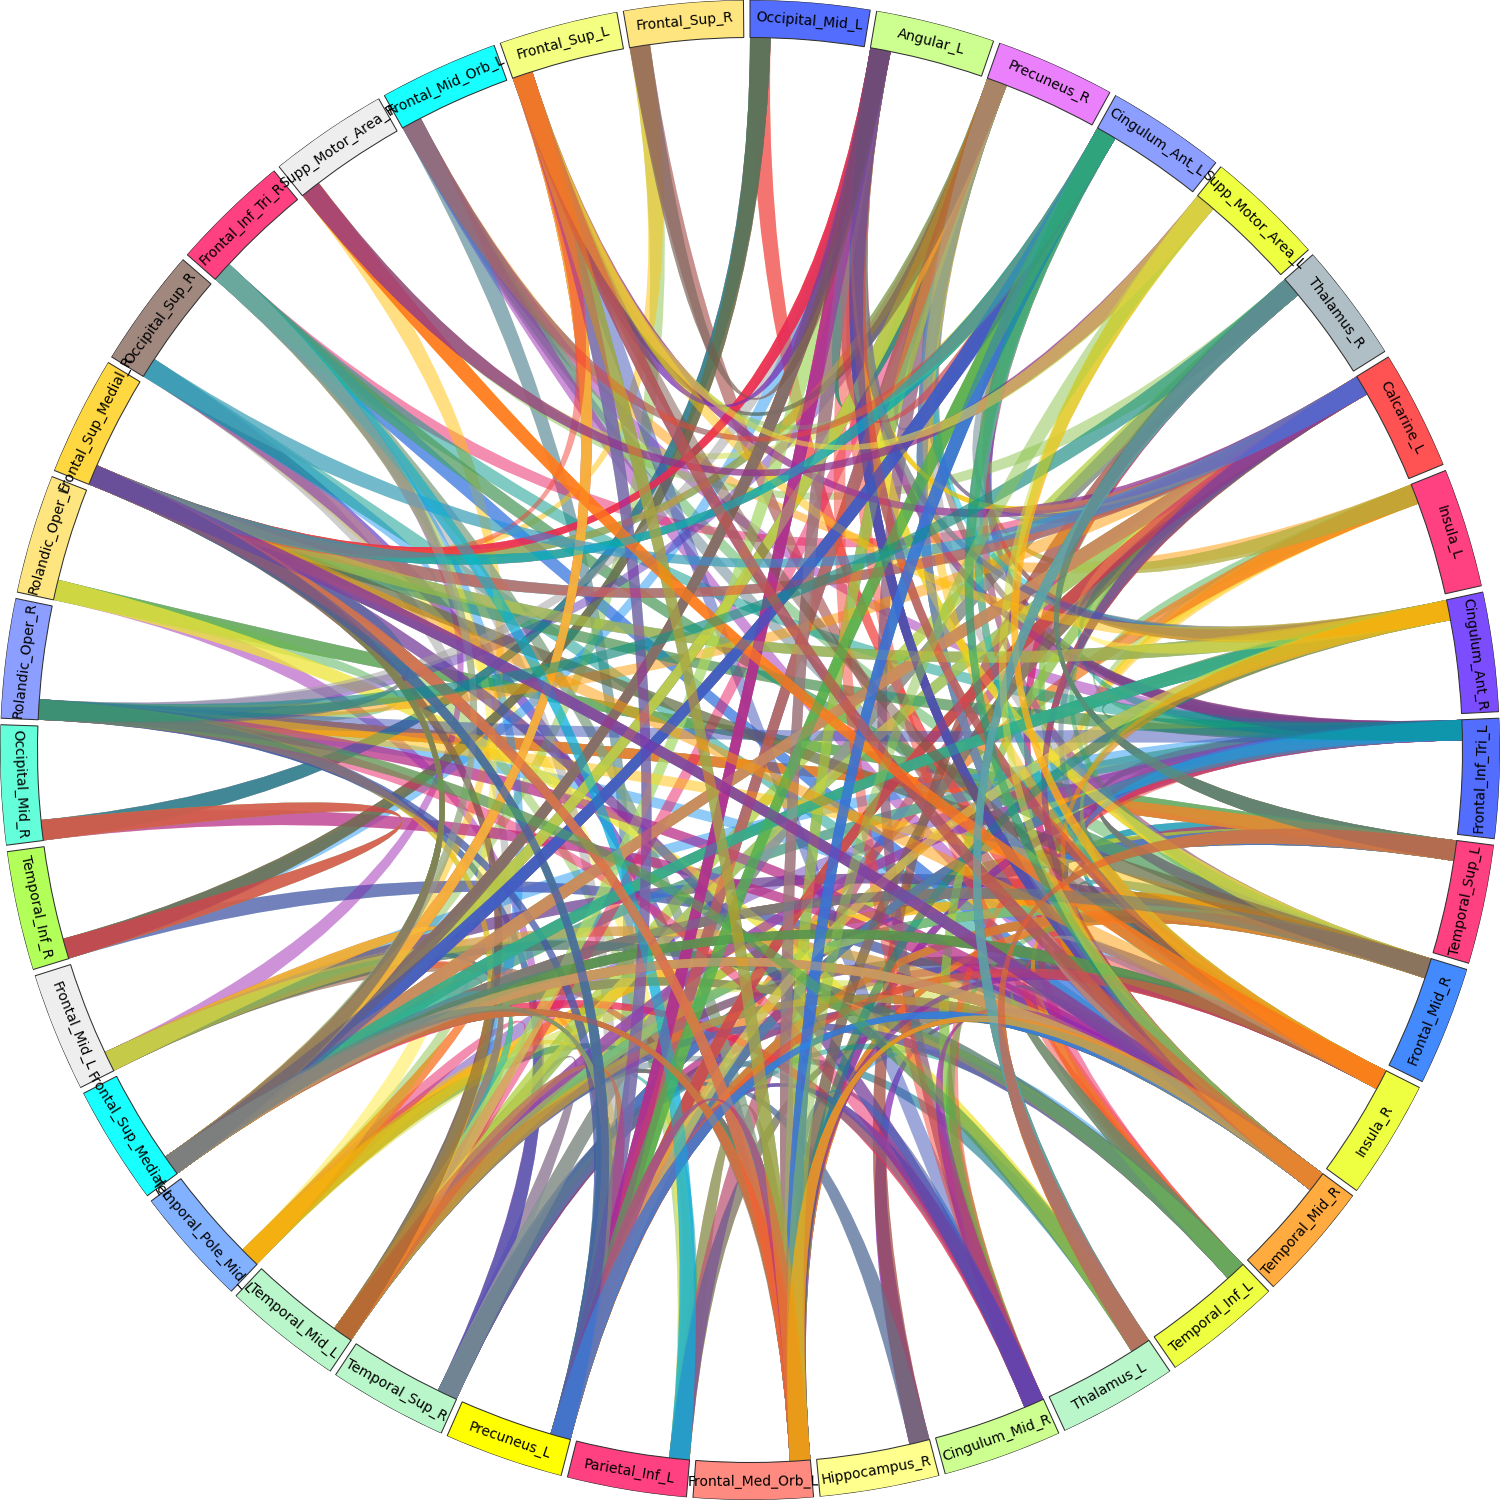 Occipital_Mid_L
Angular_L
Precuneus_R
Cingulum_Ant_L
Supp_Motor_Area_L
Thalamus_R
Calcarine_L
Insula_L
Cingulum_Ant_R
Frontal_Inf_Tri_L
Temporal_Sup_L
Frontal_Mid_R
Insula_R
Temporal_Mid_R
Temporal_Inf_L
Thalamus_L
Cingulum_Mid_R
Hippocampus_R
Frontal_Med_Orb_L
Parietal_Inf_L
Precuneus_L
Temporal_Sup_R
Temporal_Mid_L
Temporal_Pole_Mid_L
Frontal_Sup_Medial_L
Frontal_Mid_L
Temporal_Inf_R
Occipital_Mid_R
Rolandic_Oper_R
Rolandic_Oper_L
Frontal_Sup_Medial_R
Occipital_Sup_R
Frontal_Inf_Tri_R
Supp_Motor_Area_R
Frontal_Mid_Orb_L
Frontal_Sup_L
Frontal_Sup_R